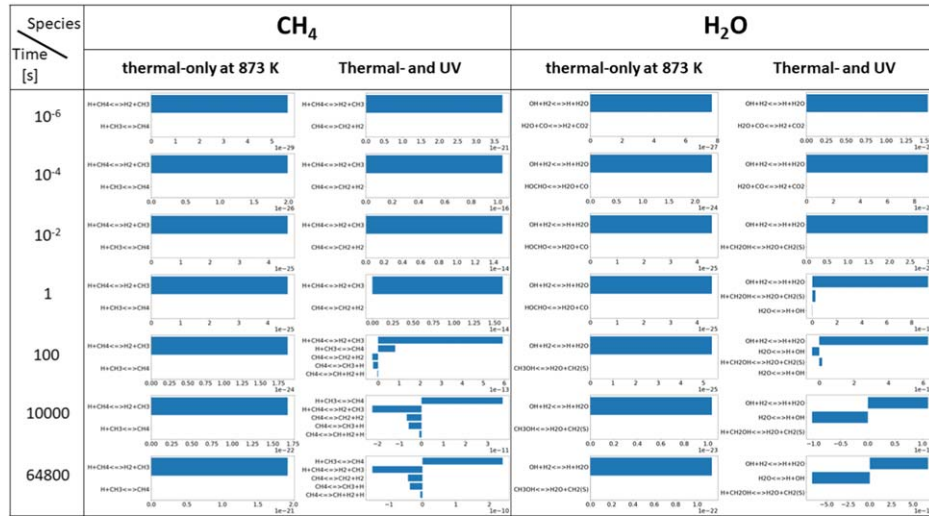 Species
Time
[s]
CH4
H2O
thermal-only at 873 K
Thermal- and UV
thermal-only at 873 K
Thermal- and UV
10-6
H+CH4<=>H2+CH3
H+CH3<=>CH4
0 1 2 3 4 5
1e-29
H+CH4<=>H2+CH3
CH4<=>CH2+H2
0.0 0.5 1.0 1.5 2.0 2.5 3.0 3.5
1e-21
OH+H2<=>H+H2O
H2O+CO<=>H2+CO2
0 2 4 6 8
1e-27
OH+H2<=>H+H2O
H2O+CO<=>H2+CO2
0.00 0.25 0.50 0.75 1.00 1.25
10-4
H+CH4<=>H2+CH3
H+CH3<=>CH4
0.0 0.5 1.0 1.5 2.0
1e-26
H+CH4<=>H2+CH3
CH4<=>CH2+H2
0.0 0.2 0.4 0.6 0.8 1.0
1e-16
OH+H2<=>H+H2O
HOCHO<=>H2O+CO
0.0 0.5 1.0 1.5 2.0
1e-24
OH+H2<=>H+H2O
H2O+CO<=>H2+CO2
0 2 4 6 8
10-2
H+CH4<=>H2+CH3
H+CH3<=>CH4
0 1 2 3 4
1e-25
H+CH4<=>H2+CH3
CH4<=>CH2+H2
0.0 0.2 0.4 0.6 0.8 1.0 1.2 1.4
1e-14
OH+H2<=>H+H2O
HOCHO<=>H2O+CO
0 1 2 3 4
1e-25
OH+H2<=>H+H2O
H+CH2OH<=>H2O+CH2(S)
0.0 0.5 1.0 1.5 2.0 2.5
1
H+CH4<=>H2+CH3
H+CH3<=>CH4
0 1 2 3 4
1e-25
H+CH4<=>H2+CH3
CH4<=>CH2+H2
0.00 0.25 0.50 0.75 1.00 1.25 1.50
1e-14
OH+H2<=>H+H2O
HOCHO<=>H2O+CO
0 1 2 3 4
1e-25
OH+H2<=>H+H2O
H+CH2OH<=>H2O+CH2(S)
H2O<=>H+OH
0 2 4 6 8
100
H+CH4<=>H2+CH3
H+CH3<=>CH4
0.00 0.25 0.50 0.75 1.00 1.25 1.50 1.75
1e-24
H+CH4<=>H2+CH3
H+CH3<=>CH4
CH4<=>CH2+H2
CH4<=>CH3+H
CH4<=>CH+H2+H
0 2 4 6
1e-13
OH+H2<=>H+H2O
CH3OH<=>H2O+CH2(S)
0 1 2 3 4 5
1e-25
OH+H2<=>H+H2O
H2O<=>H+OH
H+CH2OH<=>H2O+CH2(S)
H2O<=>H+OH
0 2 4 6
10000
H+CH4<=>H2+CH3
H+CH3<=>CH4
0.00 0.25 0.50 0.75 1.00 1.25 1.50 1.75
1e-22
H+CH3<=>CH4
H+CH4<=>H2+CH3
CH4<=>CH2+H2
CH4<=>CH3+H
CH4<=>CH+H2+H
−2 −1 0 1 2 3
1e-11
OH+H2<=>H+H2O
CH3OH<=>H2O+CH2(S)
0.0 0.2 0.4 0.6 0.8 1.0
1e-23
OH+H2<=>H+H2O
H2O<=>H+OH
H+CH2OH<=>H2O+CH2(S)
−1.0 −0.5 0.0 0.5 1.0
64800
H+CH4<=>H2+CH3
H+CH3<=>CH4
0.0 0.5 1.0 1.5 2.0
1e-21
H+CH3<=>CH4
H+CH4<=>H2+CH3
CH4<=>CH2+H2
CH4<=>CH3+H
CH4<=>CH+H2+H
−1 0 1 2
1e-10
OH+H2<=>H+H2O
CH3OH<=>H2O+CH2(S)
0.0 0.2 0.4 0.6 0.8 1.0
1e-22
OH+H2<=>H+H2O
H2O<=>H+OH
H+CH2OH<=>H2O+CH2(S)
−5.0 −2.5 0.0 2.5 5.0